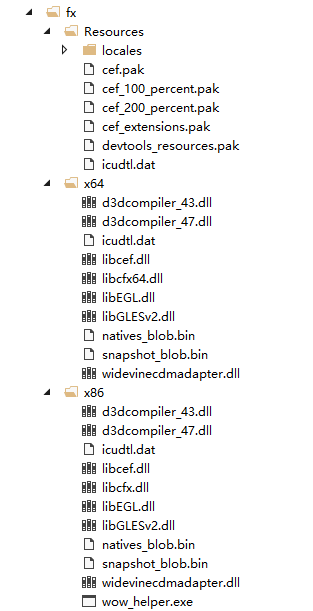 fx
Resources
locales
cef.pak
cef_100_percent.pak
cef_200_percent.pak
cef_extensions.pak
devtools_resources.pak
icudtl.dat
x64
d3dcompiler_43.dll
d3dcompiler_47.dll
icudtl.dat
libcef.dll
libcfx64.dll
libEGL.dll
libGLESv2.dll
natives_blob.bin
snapshot_blob.bin
widevinecdmadapter.dll
x86
d3dcompiler_43.dll
d3dcompiler_47.dll
icudtl.dat
libcef.dll
libcfx.dll
libEGL.dll
libGLESv2.dll
natives_blob.bin
snapshot_blob.bin
widevinecdmadapter.dll
wow_helper.exe